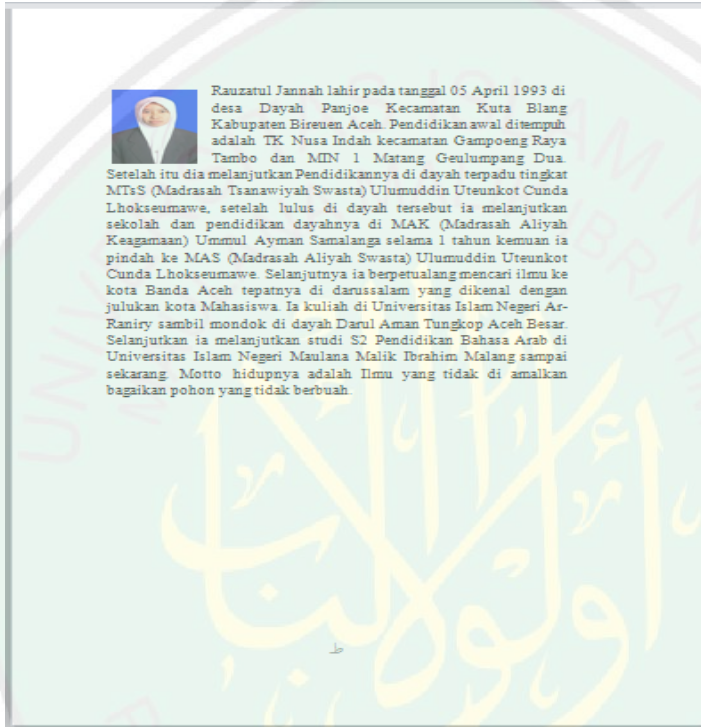 Rauzatul Jannah lahir pada tanggal 05 April 1993 di
desa Dayah Panjoe Kecamatan Kuta Blang
Kabupaten Bireuen Aceh. Pendidikan awal ditempuh
adalah TK Nusa Indah kecamatan Gampoeng Raya
Tambo dan MIN 1 Matang Geulumpang Dua.
Setelah itu dia melanjutkan Pendidikannya di dayah terpadu tingkat
MTsS (Madrasah Tsanawiyah Swasta) Ulumuddin Uteunkot Cunda
Lhokseumawe, setelah lulus di dayah tersebut ia melanjutkan
sekolah dan pendidikan dayahnya di MAK (Madrasah Aliyah
Keagamaan) Ummul Ayman Samalanga selama 1 tahun kemuan ia
pindah ke MAS (Madrasah Aliyah Swasta) Ulumuddin Uteunkot
Cunda Lhokseumawe. Selanjutnya ia berpetualang mencari ilmu ke
kota Banda Aceh tepatnya di darussalam yang dikenal dengan
julukan kota Mahasiswa. Ia kuliah di Universitas Islam Negeri Ar-
Raniry sambil mondok di dayah Darul Aman Tungkop Aceh Besar.
Selanjutkan ia melanjutkan studi S2 Pendidikan Bahasa Arab di
Universitas Islam Negeri Maulana Malik Ibrahim Malang sampai
sekarang. Motto hidupnya adalah Ilmu yang tidak di amalkan
bagaikan pohon yang tidak berbuah.
ط